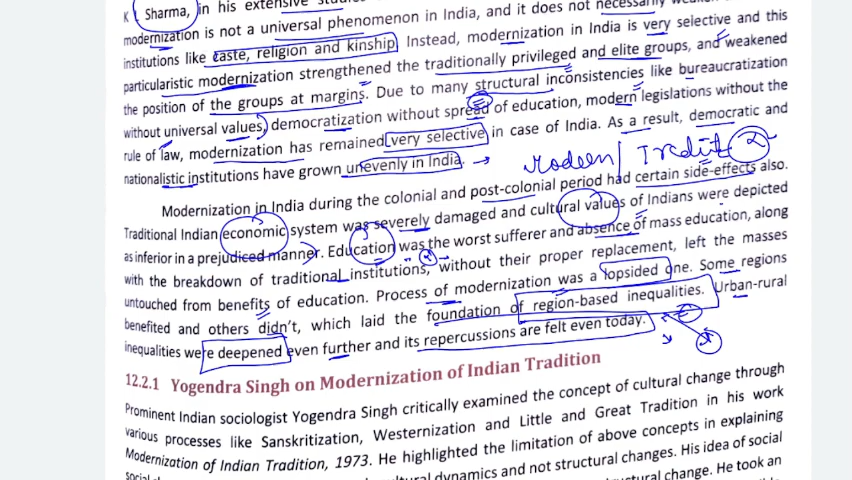 K L Sharma, in his extensive
modernization is not a universal phenomenon in India, and it does not necessarily
institutions like caste, religion and kinship. Instead, modernization in India is very selective and this
particularistic modernization strengthened the traditionally privileged and elite groups, and weakened
the position of the groups at margins. Due to many structural inconsistencies like bureaucratization
without universal values, democratization without spread of education, modern legislations without the
rule of law, modernization has remained very selective in case of India. As a result, democratic and
nationalistic institutions have grown unevenly in India.
Modern/ Tradit
Modernization in India during the colonial and post-colonial period had certain side-effects also.
Traditional Indian economic system was severely damaged and cultural values of Indians were depicted
as inferior in a prejudiced manner. Education was the worst sufferer and absence of mass education, along
with the breakdown of traditional institutions, without their proper replacement, left the masses
untouched from benefits of education. Process of modernization was a lopsided one. Some regions
benefited and others didn't, which laid the foundation of region-based inequalities. Urban-rural
inequalities were deepened even further and its repercussions are felt even today.
12.2.1 Yogendra Singh on Modernization of Indian Tradition
Prominent Indian sociologist Yogendra Singh critically examined the concept of cultural change through
various processes like Sanskritization, Westernization and Little and Great Tradition in his work
Modernization of Indian Tradition, 1973. He highlighted the limitation of above concepts in explaining
dynamics and not structural changes. His idea of social
change. He took an